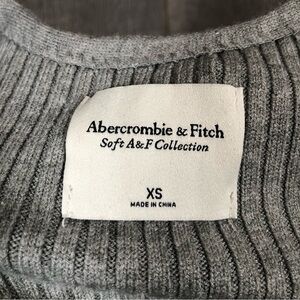 Abercrombie & Fitch
Soft A&F Collection
XS
MADE IN CHINA